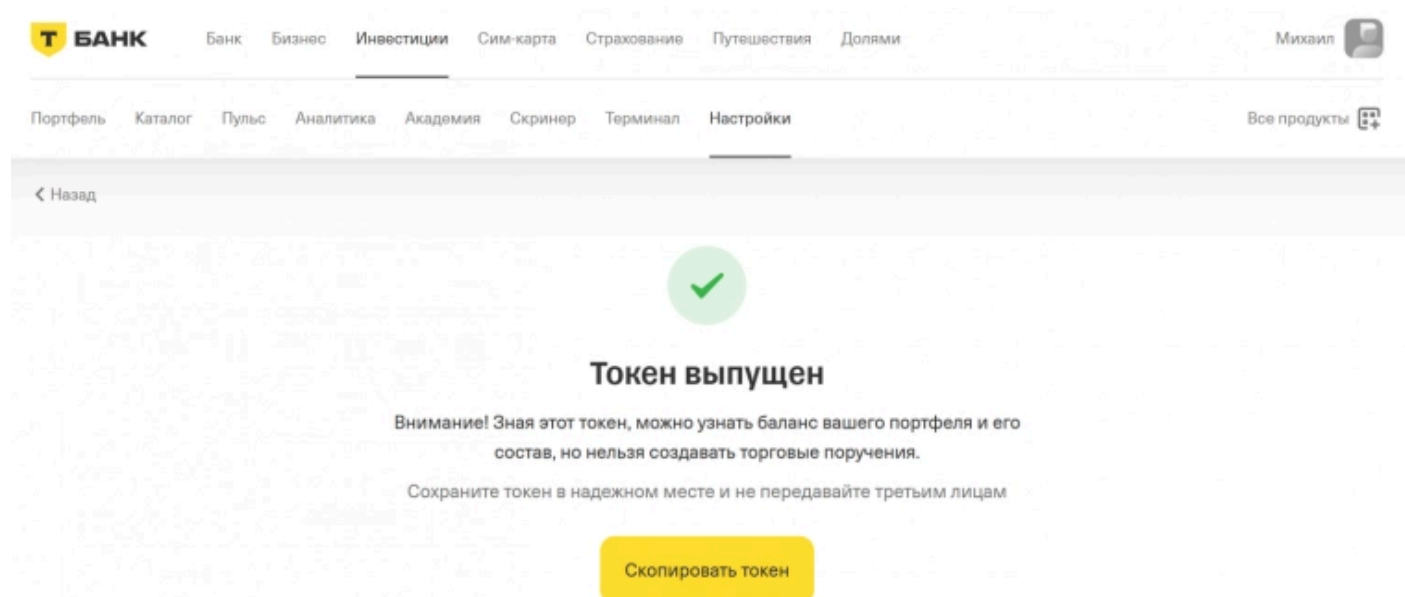 Т БАНК Банк Бизнес Инвестиции Сим-карта Страхование Путешествия Долями Михаил
Портфель Каталог Пульс Аналитика Академия Скринер Терминал Настройки Все продукты
Назад
Токен выпущен
Внимание! Зная этот токен, можно узнать баланс вашего портфеля и его
состав, но нельзя создавать торговые поручения.
Сохраните токен в надежном месте и не передавайте третьим лицам
Скопировать токен